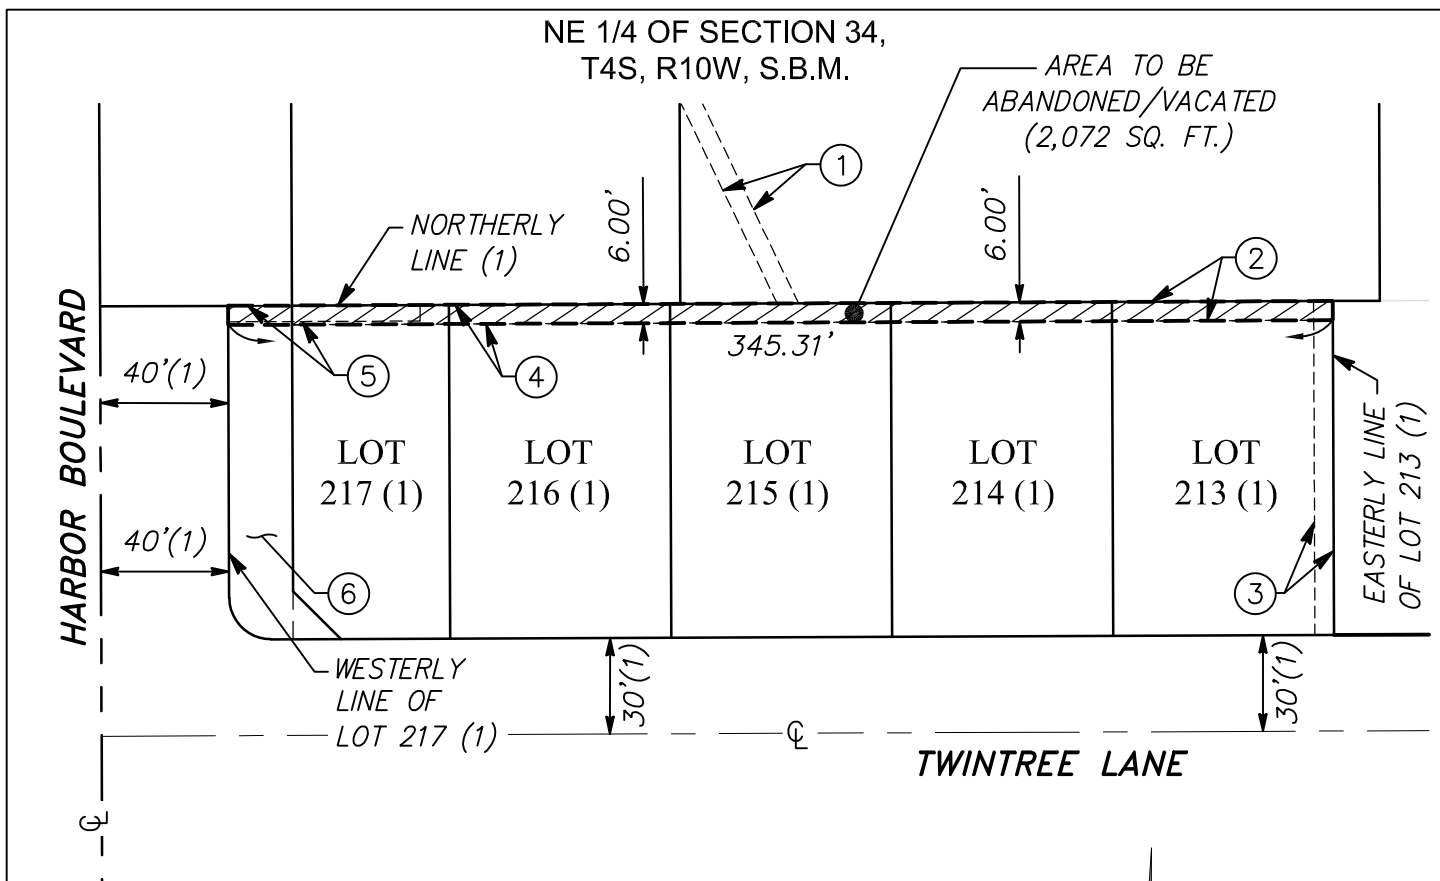 NE 1/4 OF SECTION 34,
T4S, R10W, S.B.M.
AREA TO BE
ABANDONED/VACATED
(2,072 SQ. FT.)
1
NORTHERLY
LINE (1)
6.00'
6.00'
2
345.31'
5
4
HARBOR BOULEVARD
40'(1)
40'(1)
LOT
217 (1)
LOT
216 (1)
LOT
215 (1)
LOT
214 (1)
LOT
213 (1)
EASTERLY LINE
OF LOT 213 (1)
6
3
WESTERLY
LINE OF
LOT 217 (1)
30'(1)
30'(1)
℄
TWINTREE LANE
℄